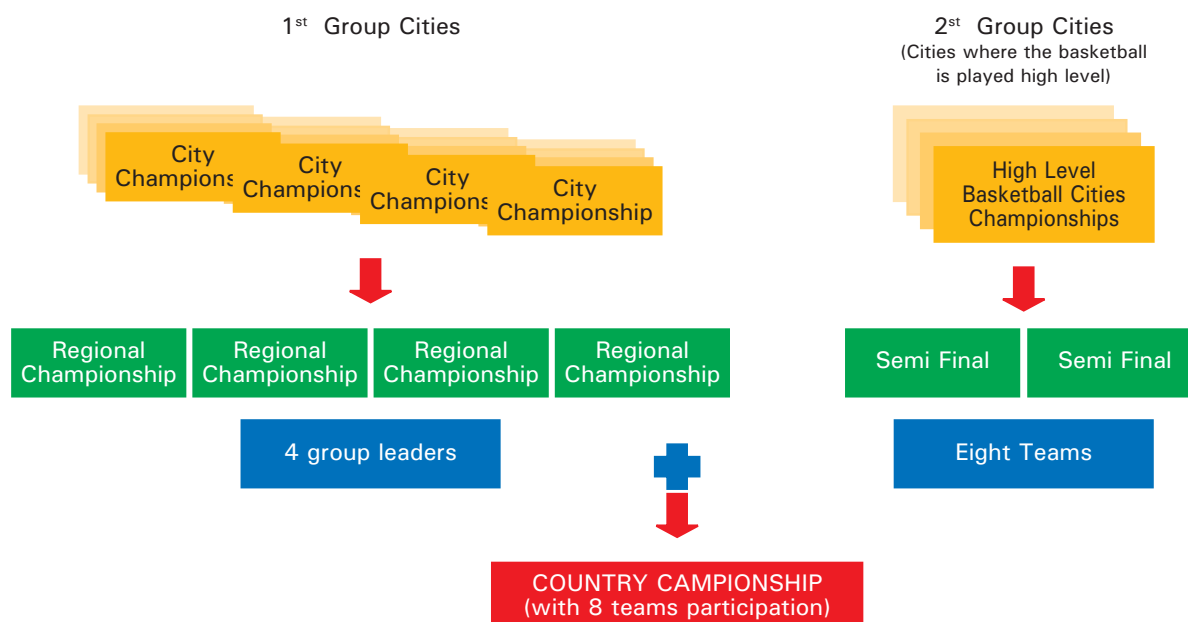 1st Group Cities
2st Group Cities
(Cities where the basketball
is played high level)
City
Champions
City
Champions
City
Champions
City
Championship
High Level
Basketball Cities
Championships
Regional
Championship
Regional
Championship
Regional
Championship
Regional
Championship
Semi Final
Semi Final
4 group leaders
Eight Teams
COUNTRY CAMPIONSHIP
(with 8 teams participation)